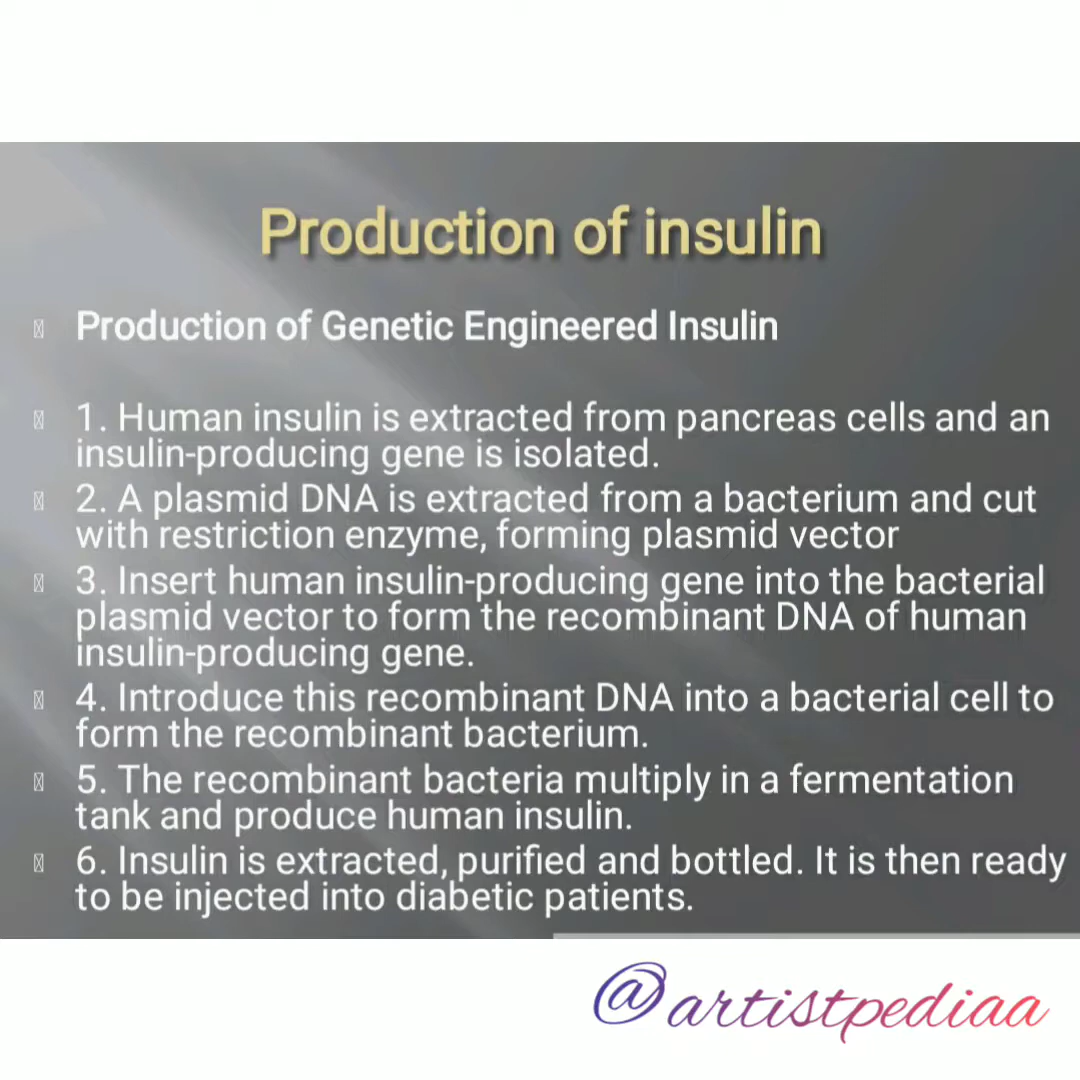 Production of insulin
Production of Genetic Engineered Insulin
1. Human insulin is extracted from pancreas cells and an
insulin-producing gene is isolated.
2. A plasmid DNA is extracted from a bacterium and cut
with restriction enzyme, forming plasmid vector
3. Insert human insulin-producing gene into the bacterial
plasmid vector to form the recombinant DNA of human
insulin-producing gene.
4. Introduce this recombinant DNA into a bacterial cell to
form the recombinant bacterium.
5. The recombinant bacteria multiply in a fermentation
tank and produce human insulin.
6. Insulin is extracted, purified and bottled. It is then ready
to be injected into diabetic patients.
@artistpediaa